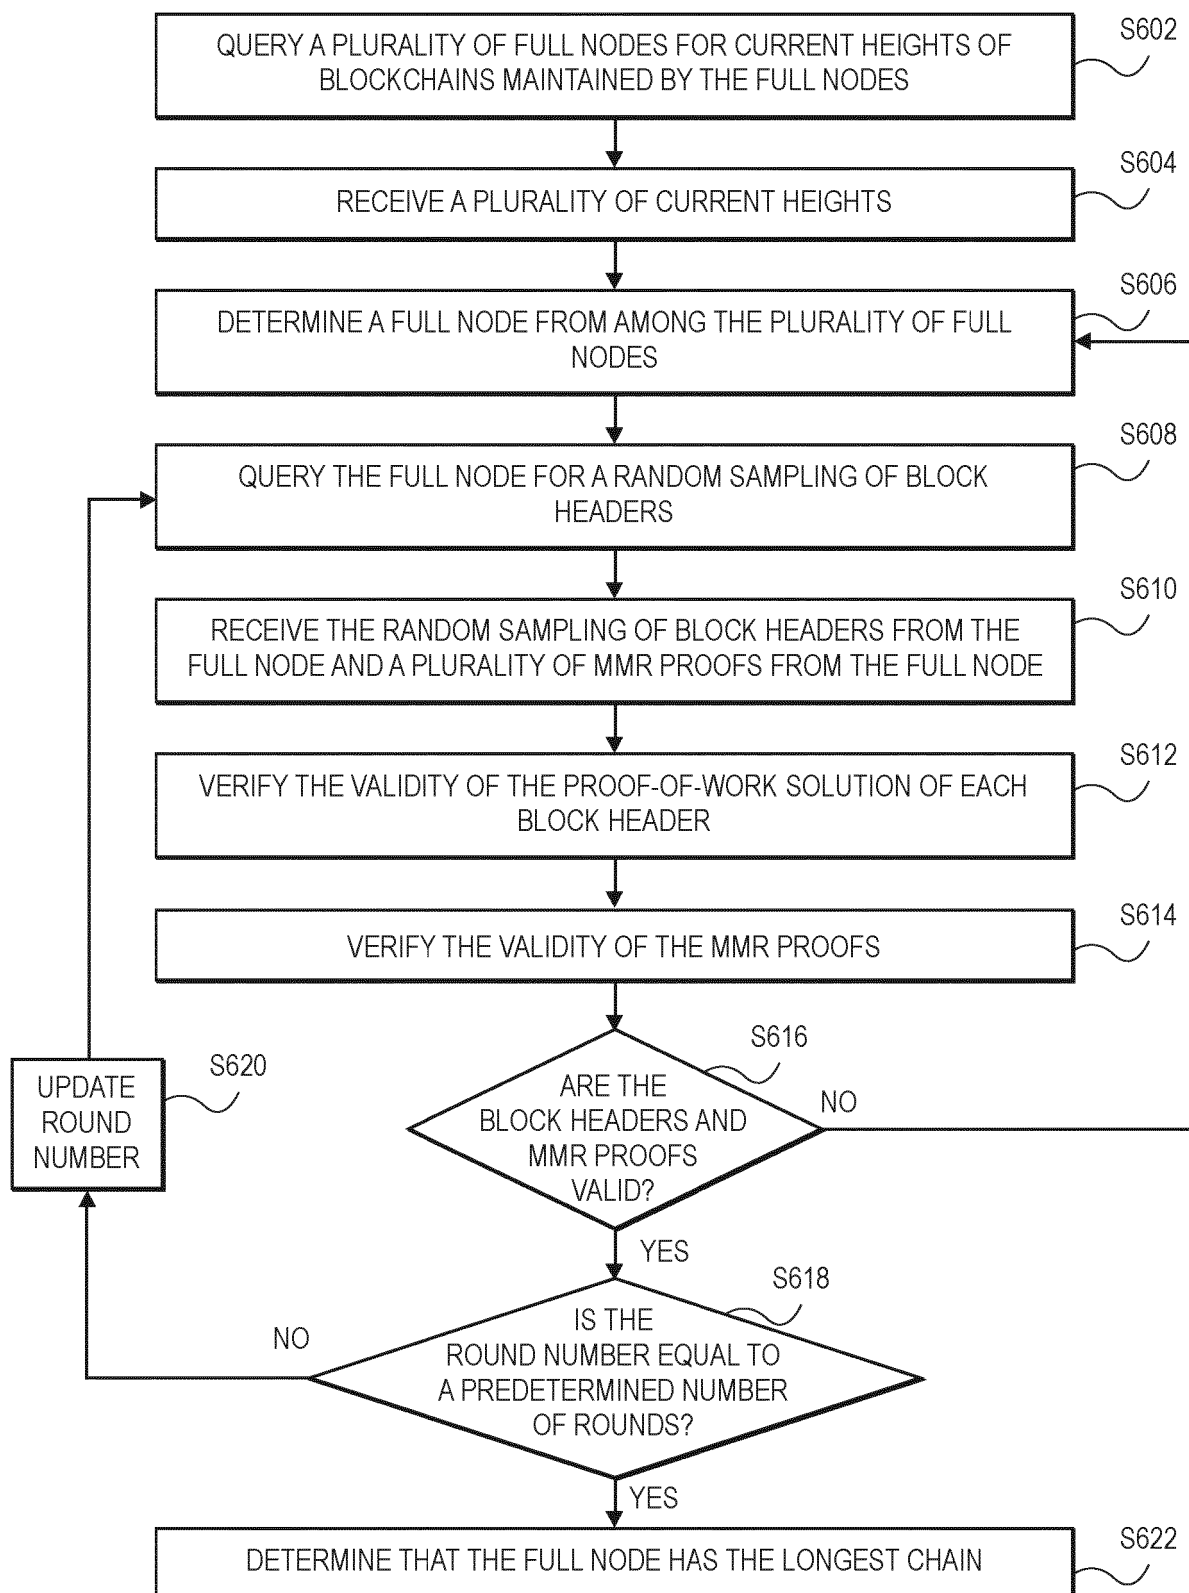 QUERY A PLURALITY OF FULL NODES FOR CURRENT HEIGHTS OF
BLOCKCHAINS MAINTAINED BY THE FULL NODES
S602
RECEIVE A PLURALITY OF CURRENT HEIGHTS
S604
DETERMINE A FULL NODE FROM AMONG THE PLURALITY OF FULL
NODES
S606
QUERY THE FULL NODE FOR A RANDOM SAMPLING OF BLOCK
HEADERS
S608
RECEIVE THE RANDOM SAMPLING OF BLOCK HEADERS FROM THE
FULL NODE AND A PLURALITY OF MMR PROOFS FROM THE FULL NODE
S610
VERIFY THE VALIDITY OF THE PROOF-OF-WORK SOLUTION OF EACH
BLOCK HEADER
S612
VERIFY THE VALIDITY OF THE MMR PROOFS
S614
ARE THE
BLOCK HEADERS AND
MMR PROOFS
VALID?
S616
NO
YES
UPDATE
ROUND
NUMBER
S620
IS THE
ROUND NUMBER EQUAL TO
A PREDETERMINED NUMBER
OF ROUNDS?
S618
NO
YES
DETERMINE THAT THE FULL NODE HAS THE LONGEST CHAIN
S622